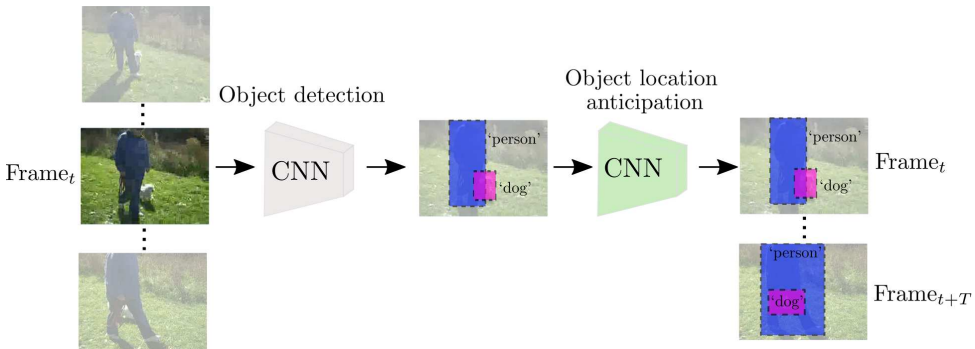 Object detection
Object location
anticipation
Frame_t
CNN
'person'
'dog'
CNN
'person'
'dog'
Frame_t
'person'
'dog'
Frame_{t+T}